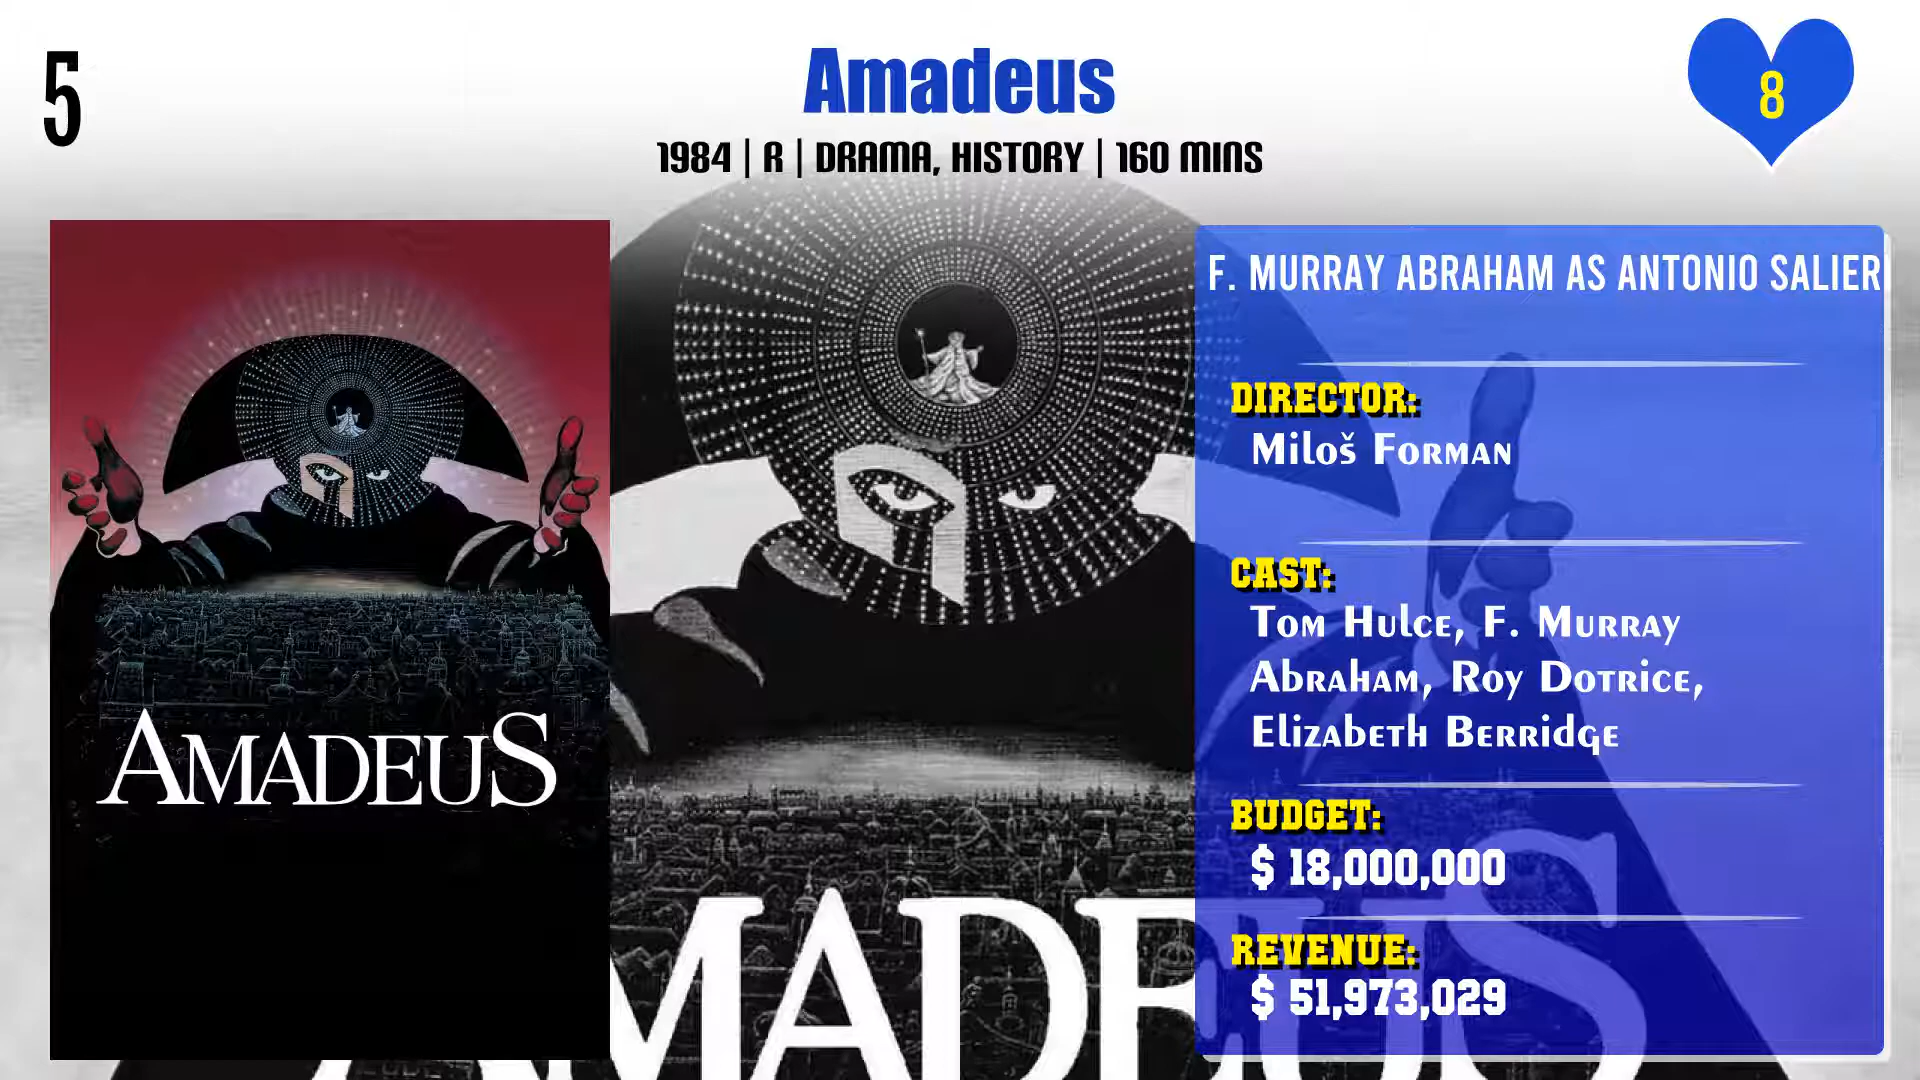 5
Amadeus
8
1984 | R | DRAMA, HISTORY | 160 MINS
F. MURRAY ABRAHAM AS ANTONIO SALIER
DIRECTOR:
Miloš Forman
CAST:
Tom Hulce, F. Murray
Abraham, Roy Dotrice,
Elizabeth Berridge
BUDGET:
$ 18,000,000
REVENUE:
$ 51,973,029
AMADEUS
AMADEUS